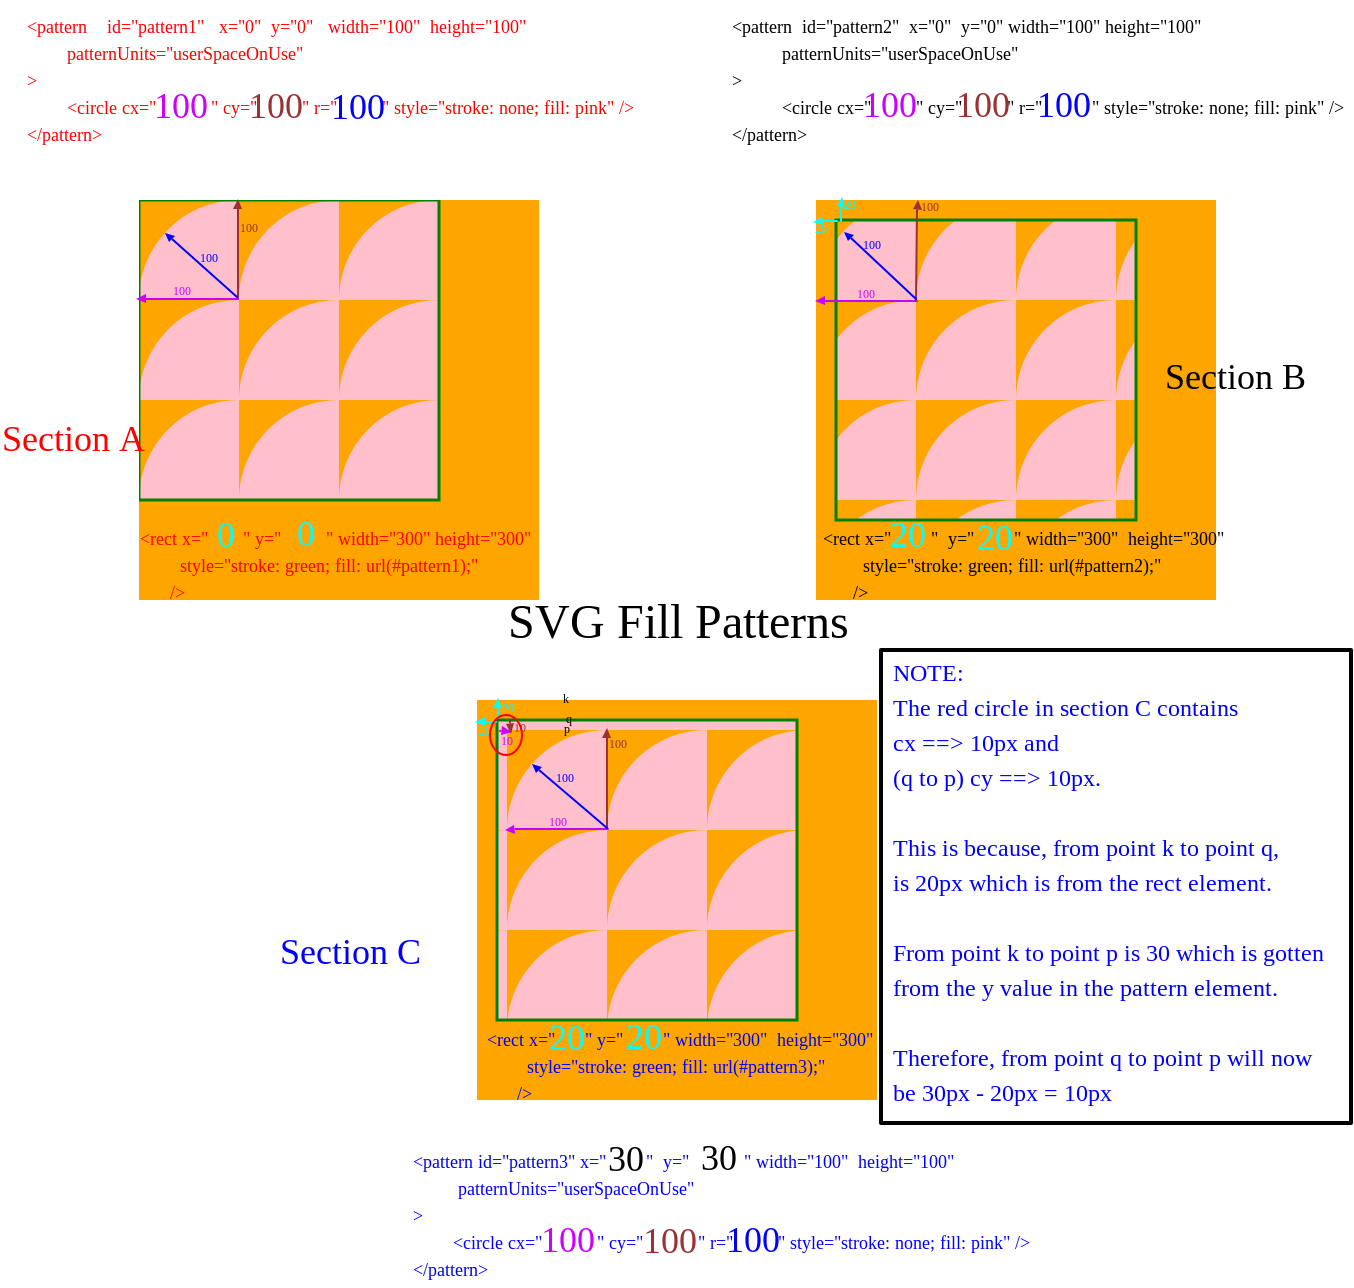 <pattern id="pattern1" x="0" y="0" width="100" height="100"
patternUnits="userSpaceOnUse"
>
<circle cx="100" cy="100" r="100" style="stroke: none; fill: pink" />
</pattern>
<pattern id="pattern2" x="0" y="0" width="100" height="100"
patternUnits="userSpaceOnUse"
>
<circle cx="100" cy="100" r="100" style="stroke: none; fill: pink" />
</pattern>
100
100
100
Section A
<rect x="0" y="0" width="300" height="300"
style="stroke: green; fill: url(#pattern1);"
/>
20
20
100
100
100
Section B
<rect x="20" y="20" width="300" height="300"
style="stroke: green; fill: url(#pattern2);"
/>
SVG Fill Patterns
k
q
p
20
20
10
10
100
100
100
Section C
<rect x="20" y="20" width="300" height="300"
style="stroke: green; fill: url(#pattern3);"
/>
NOTE:
The red circle in section C contains
cx ==> 10px and
(q to p) cy ==> 10px.
This is because, from point k to point q,
is 20px which is from the rect element.
From point k to point p is 30 which is gotten
from the y value in the pattern element.
Therefore, from point q to point p will now
be 30px - 20px = 10px
<pattern id="pattern3" x="30" y="30" width="100" height="100"
patternUnits="userSpaceOnUse"
>
<circle cx="100" cy="100" r="100" style="stroke: none; fill: pink" />
</pattern>